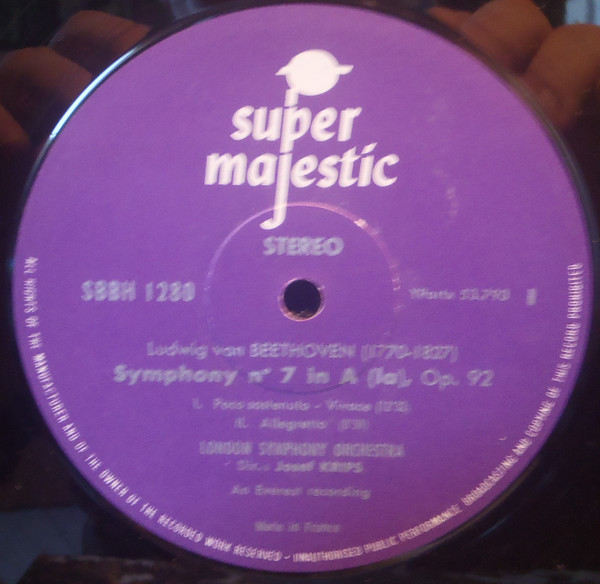 super
majestic
STEREO
SBBH 1280
Ludwig van BEETHOVEN (1770-1827)
Symphony n° 7 in A (la), Op. 92
I. Poco sostenuto - Vivace
II. Allegretto
LONDON SYMPHONY ORCHESTRA
Dir.: Josef KRIPS
An Everest recording
Made in France
ALL RIGHTS OF THE MANUFACTURER AND OF THE OWNER OF THE RECORDED WORK RESERVED - UNAUTHORISED PUBLIC PERFORMANCE BROADCASTING AND COPYING OF THIS RECORD PROHIBITED